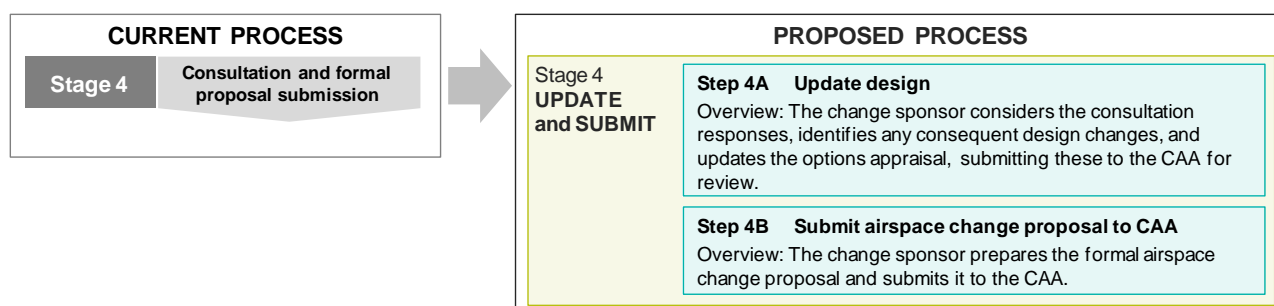 CURRENT PROCESS
Stage 4
Consultation and formal
proposal submission
PROPOSED PROCESS
Stage 4
UPDATE
and SUBMIT
Step 4A Update design
Overview: The change sponsor considers the consultation
responses, identifies any consequent design changes, and
updates the options appraisal, submitting these to the CAA for
review.
Step 4B Submit airspace change proposal to CAA
Overview: The change sponsor prepares the formal airspace
change proposal and submits it to the CAA.